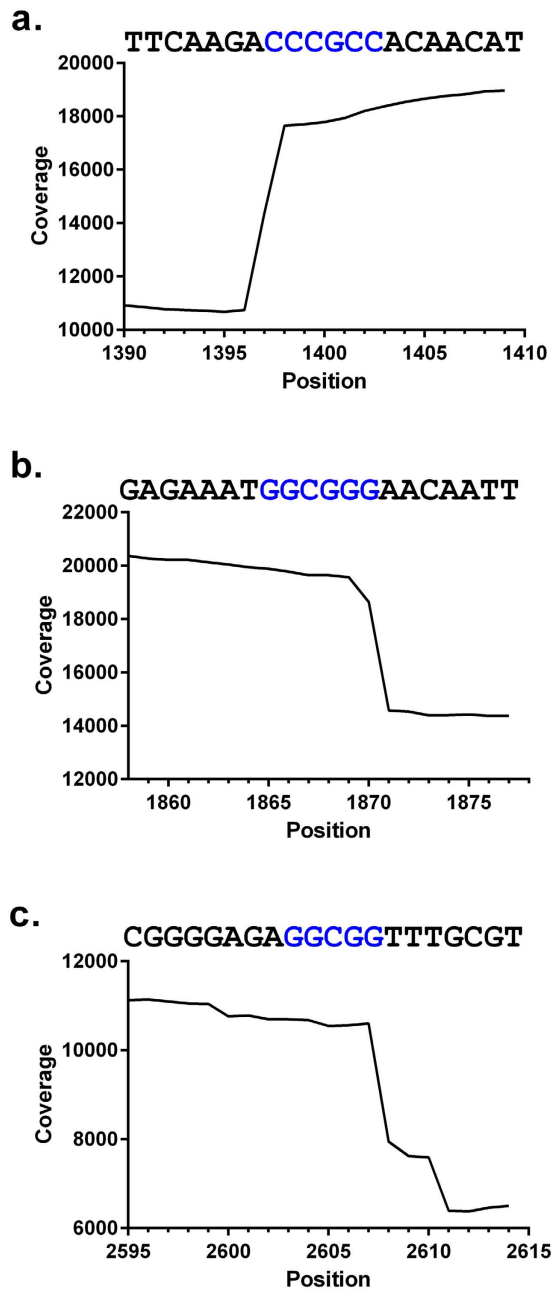 a.
TTCAAGACCCGCCACAACAT
20000
18000
16000
14000
12000
10000
Coverage
1390 1395 1400 1405 1410
Position
b.
GAGAAATGGCGGGAACAATT
22000
20000
18000
16000
14000
12000
Coverage
1860 1865 1870 1875
Position
c.
CGGGGAGAGGCGGTTTGCGT
12000
10000
8000
6000
Coverage
2595 2600 2605 2610 2615
Position